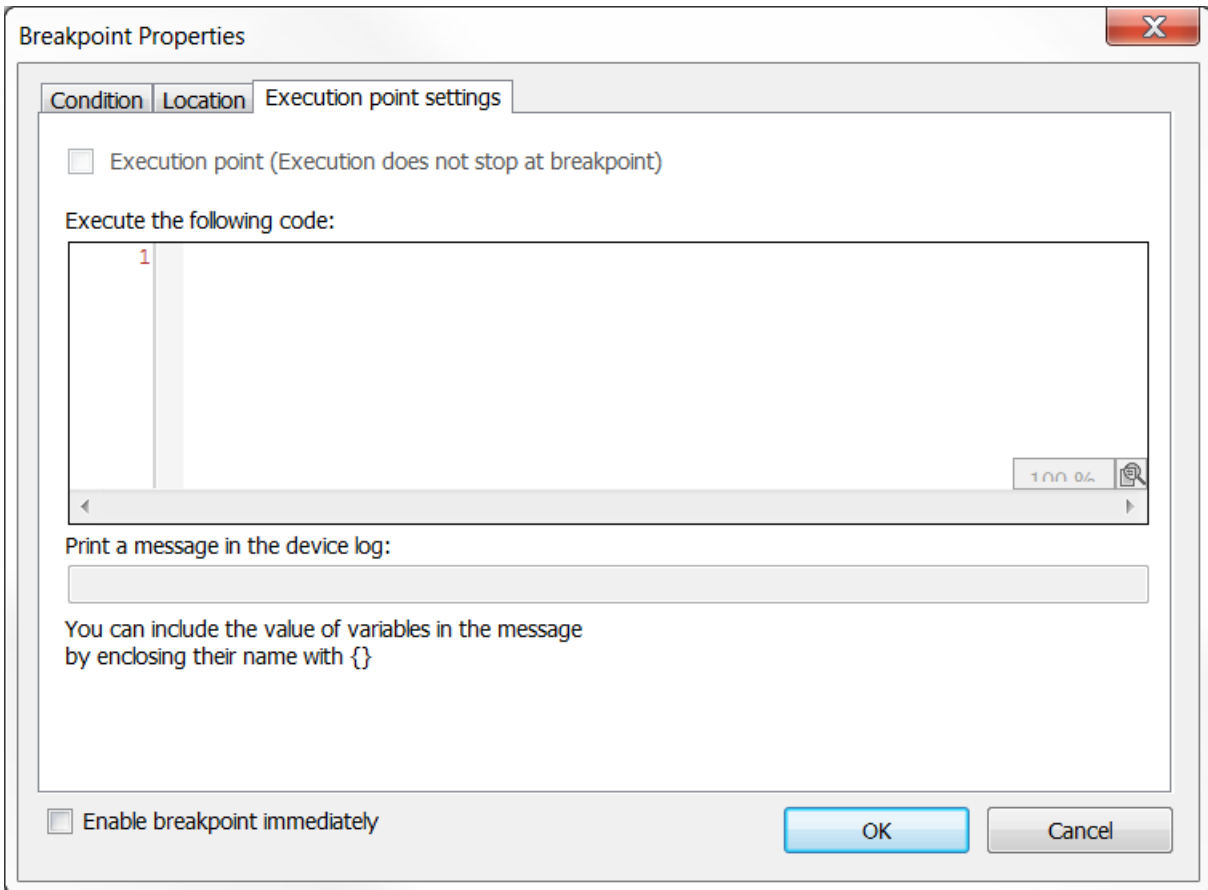 Breakpoint Properties
Condition Location Execution point settings
Execution point (Execution does not stop at breakpoint)
Execute the following code:
1
100 %
Print a message in the device log:
You can include the value of variables in the message
by enclosing their name with {}
Enable breakpoint immediately
OK Cancel